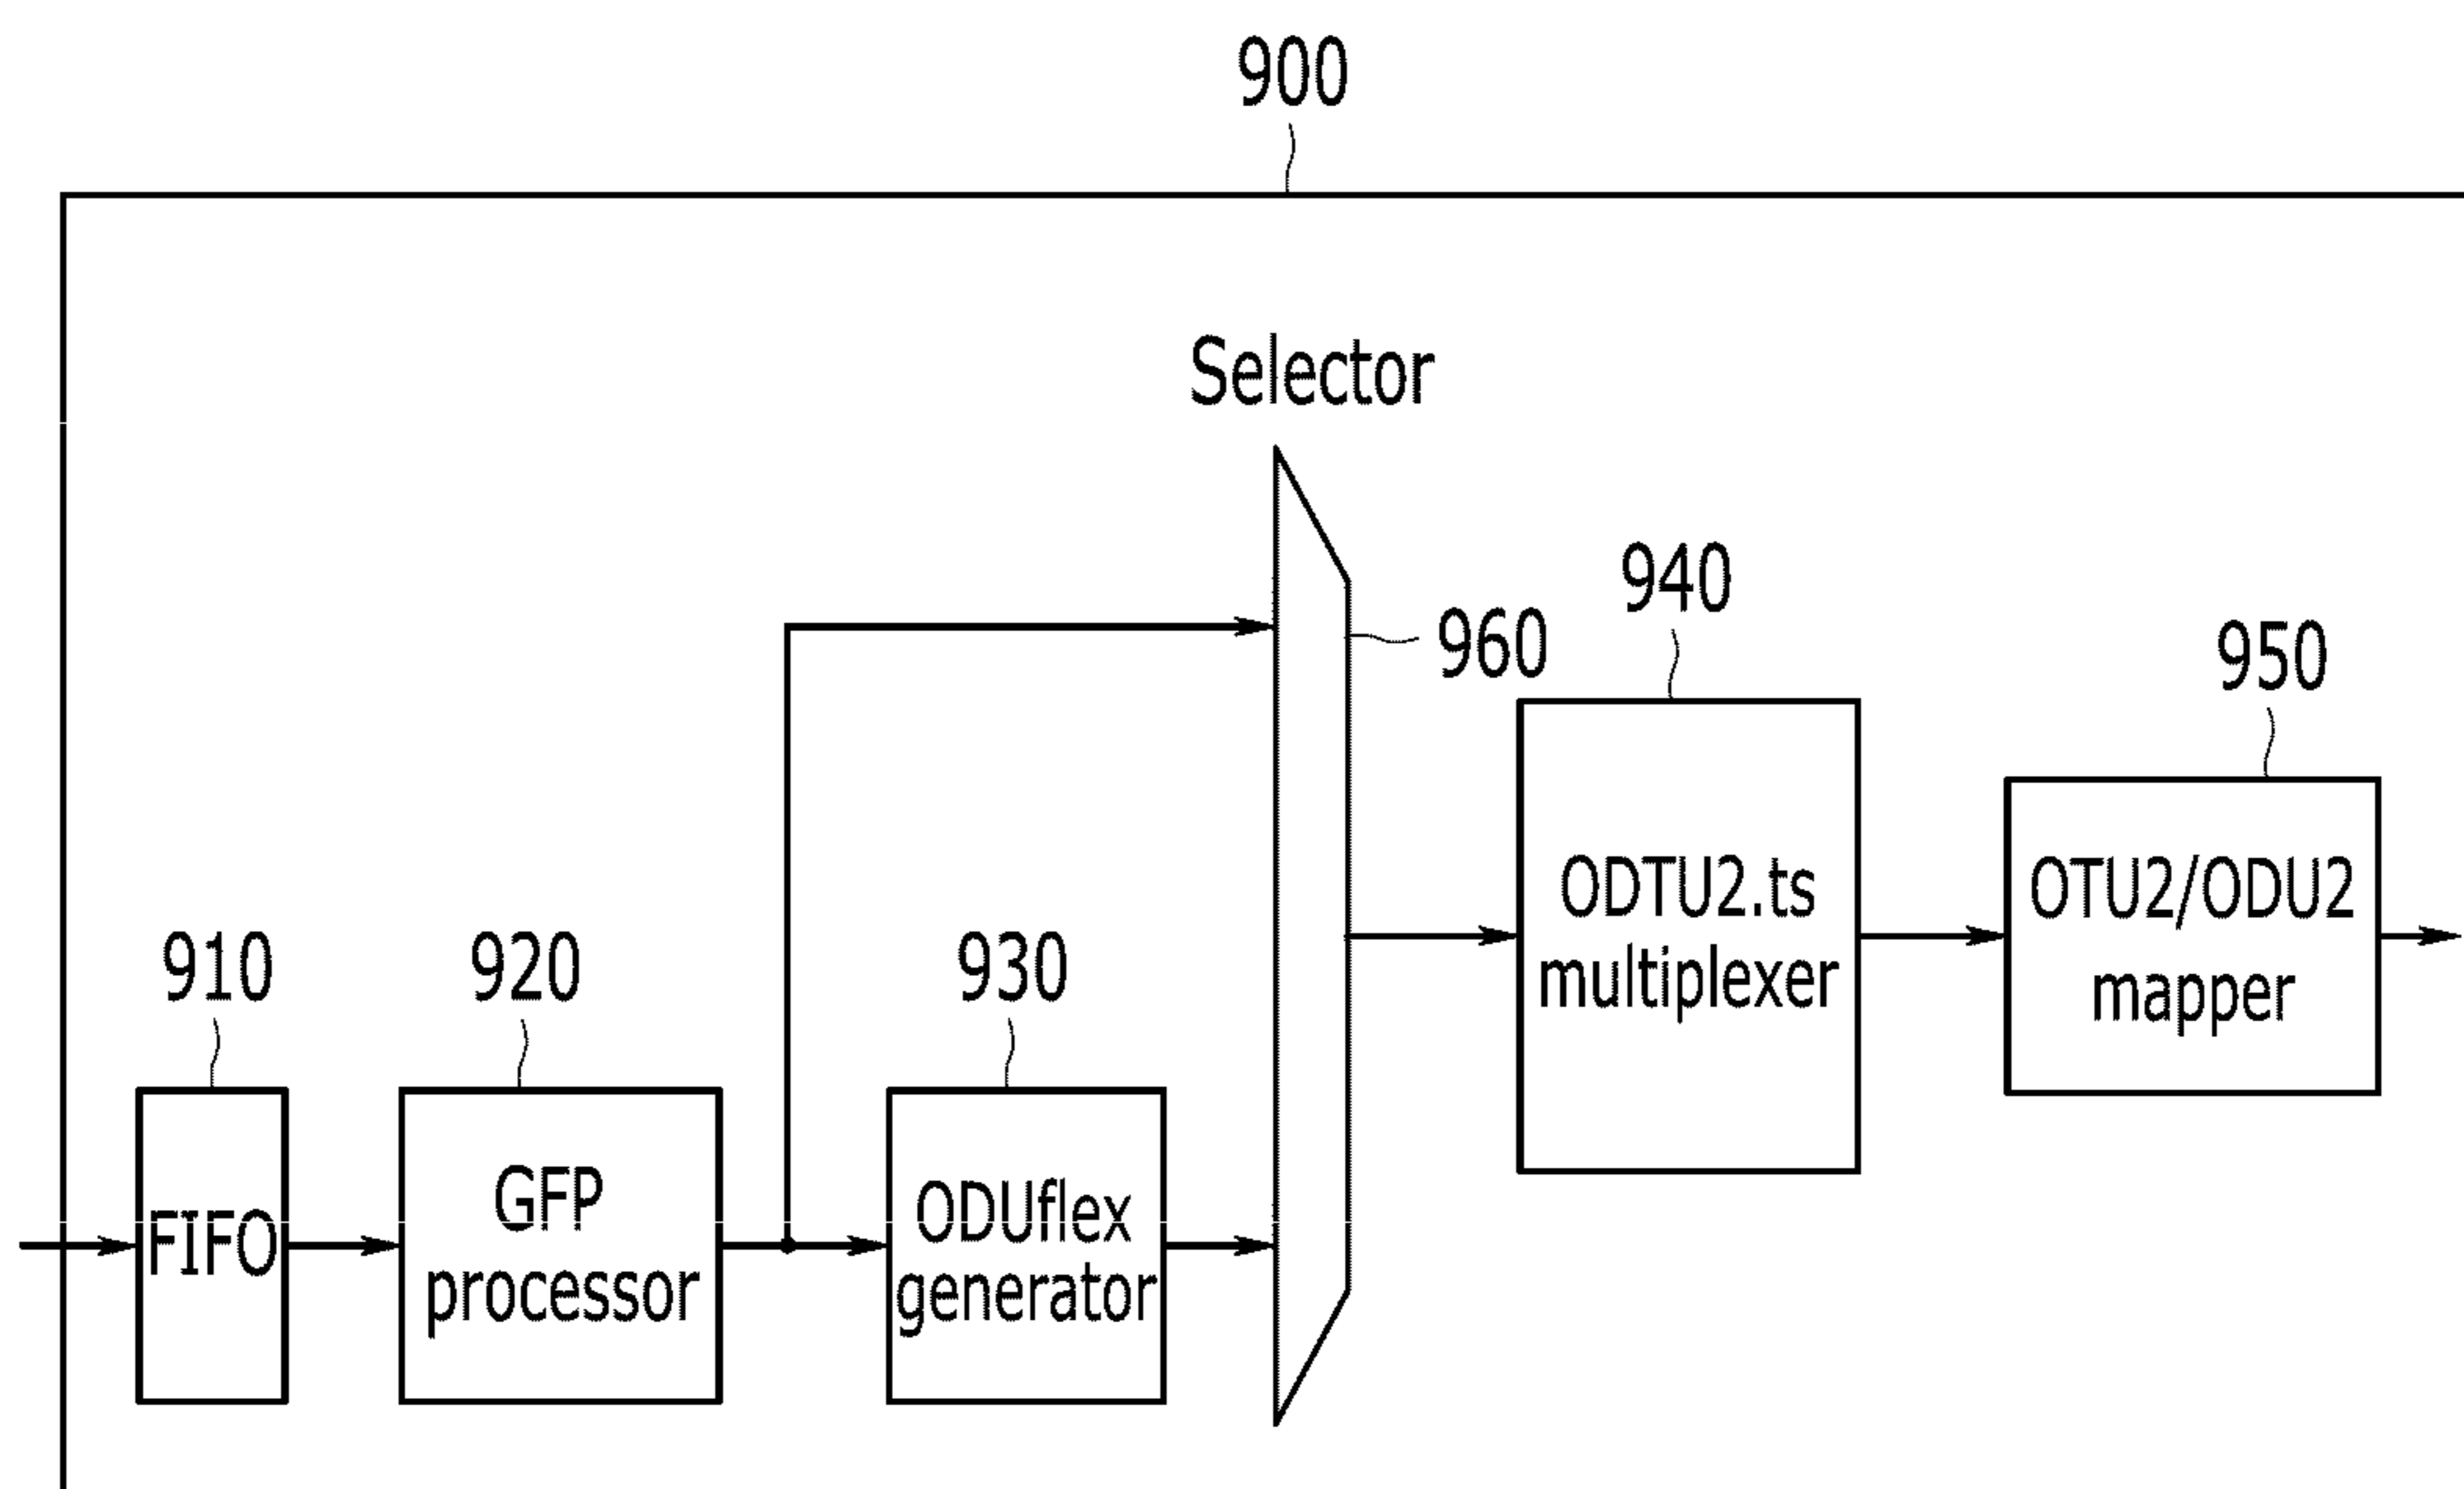 900
Selector
960
940
950
910
920
930
FIFO
GFP
processor
ODUflex
generator
ODTU2.ts
multiplexer
OTU2/ODU2
mapper